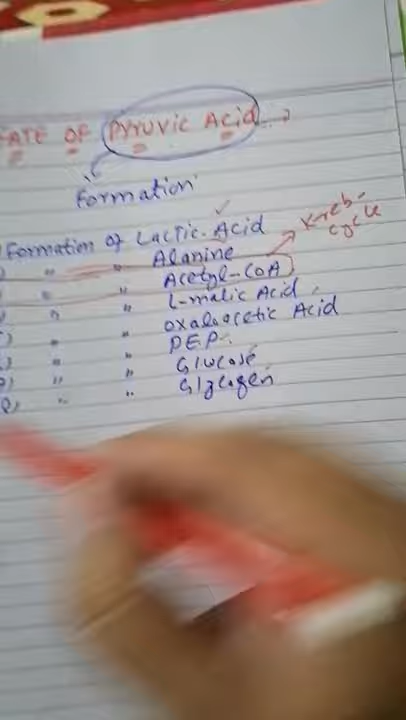 FATE OF PYRUVIC ACID →
Formation
Formation of Lactic Acid
" " Alanine
" " Acetyl-CoA → Kreb-cycle
" " L-malic Acid
" " oxaloacetic Acid
" " PEP
" " Glucose
" " Glycogen